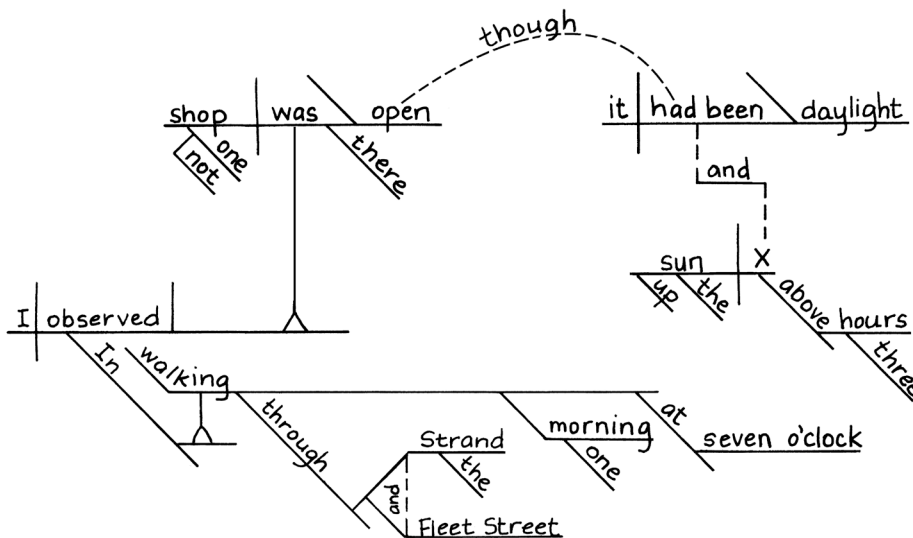 though
shop was open it had been daylight
not one there
and
sun X
up the above hours
three
I observed
In walking
through morning at
Strand one seven o'clock
the
and
Fleet Street